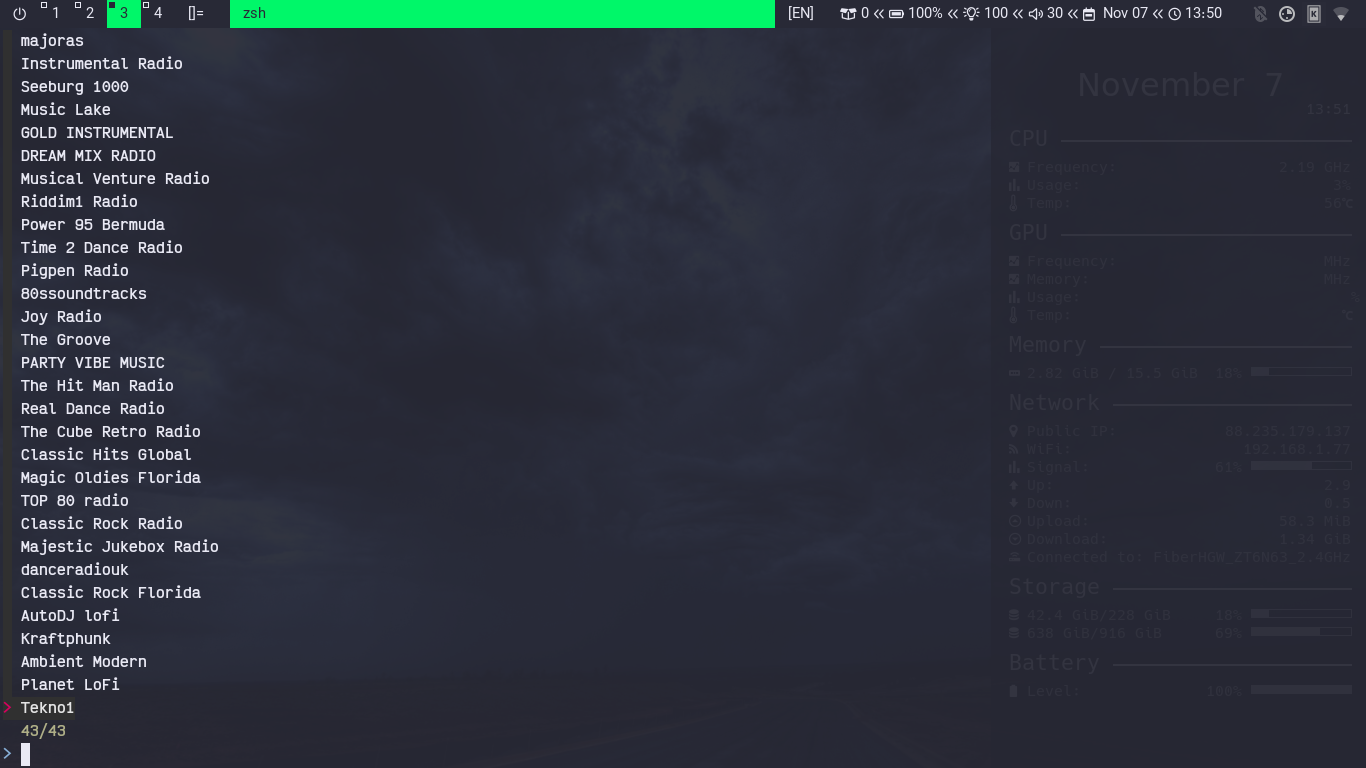 1 2 3 4 []= zsh [EN] 0 << 100% << 100 << 30 << Nov 07 << 13:50
majoras
Instrumental Radio
Seeburg 1000
Music Lake
GOLD INSTRUMENTAL
DREAM MIX RADIO
Musical Venture Radio
Riddim1 Radio
Power 95 Bermuda
Time 2 Dance Radio
Pigpen Radio
80ssoundtracks
Joy Radio
The Groove
PARTY VIBE MUSIC
The Hit Man Radio
Real Dance Radio
The Cube Retro Radio
Classic Hits Global
Magic Oldies Florida
TOP 80 radio
Classic Rock Radio
Majestic Jukebox Radio
danceradiouk
Classic Rock Florida
AutoDJ lofi
Kraftphunk
Ambient Modern
Planet LoFi
> Tekno1
43/43
>
November 7
13:51
CPU
Frequency: 2.19 GHz
Usage: 3%
Temp: 56℃
GPU
Frequency: MHz
Memory: MHz
Usage: %
Temp: ℃
Memory
2.82 GiB / 15.5 GiB 18%
Network
Public IP: 88.235.179.137
WiFi: 192.168.1.77
Signal: 61%
Up: 2.9
Down: 0.5
Upload: 58.3 MiB
Download: 1.34 GiB
Connected to: FiberHGW_ZT6N63_2.4GHz
Storage
42.4 GiB/228 GiB 18%
638 GiB/916 GiB 69%
Battery
Level: 100%